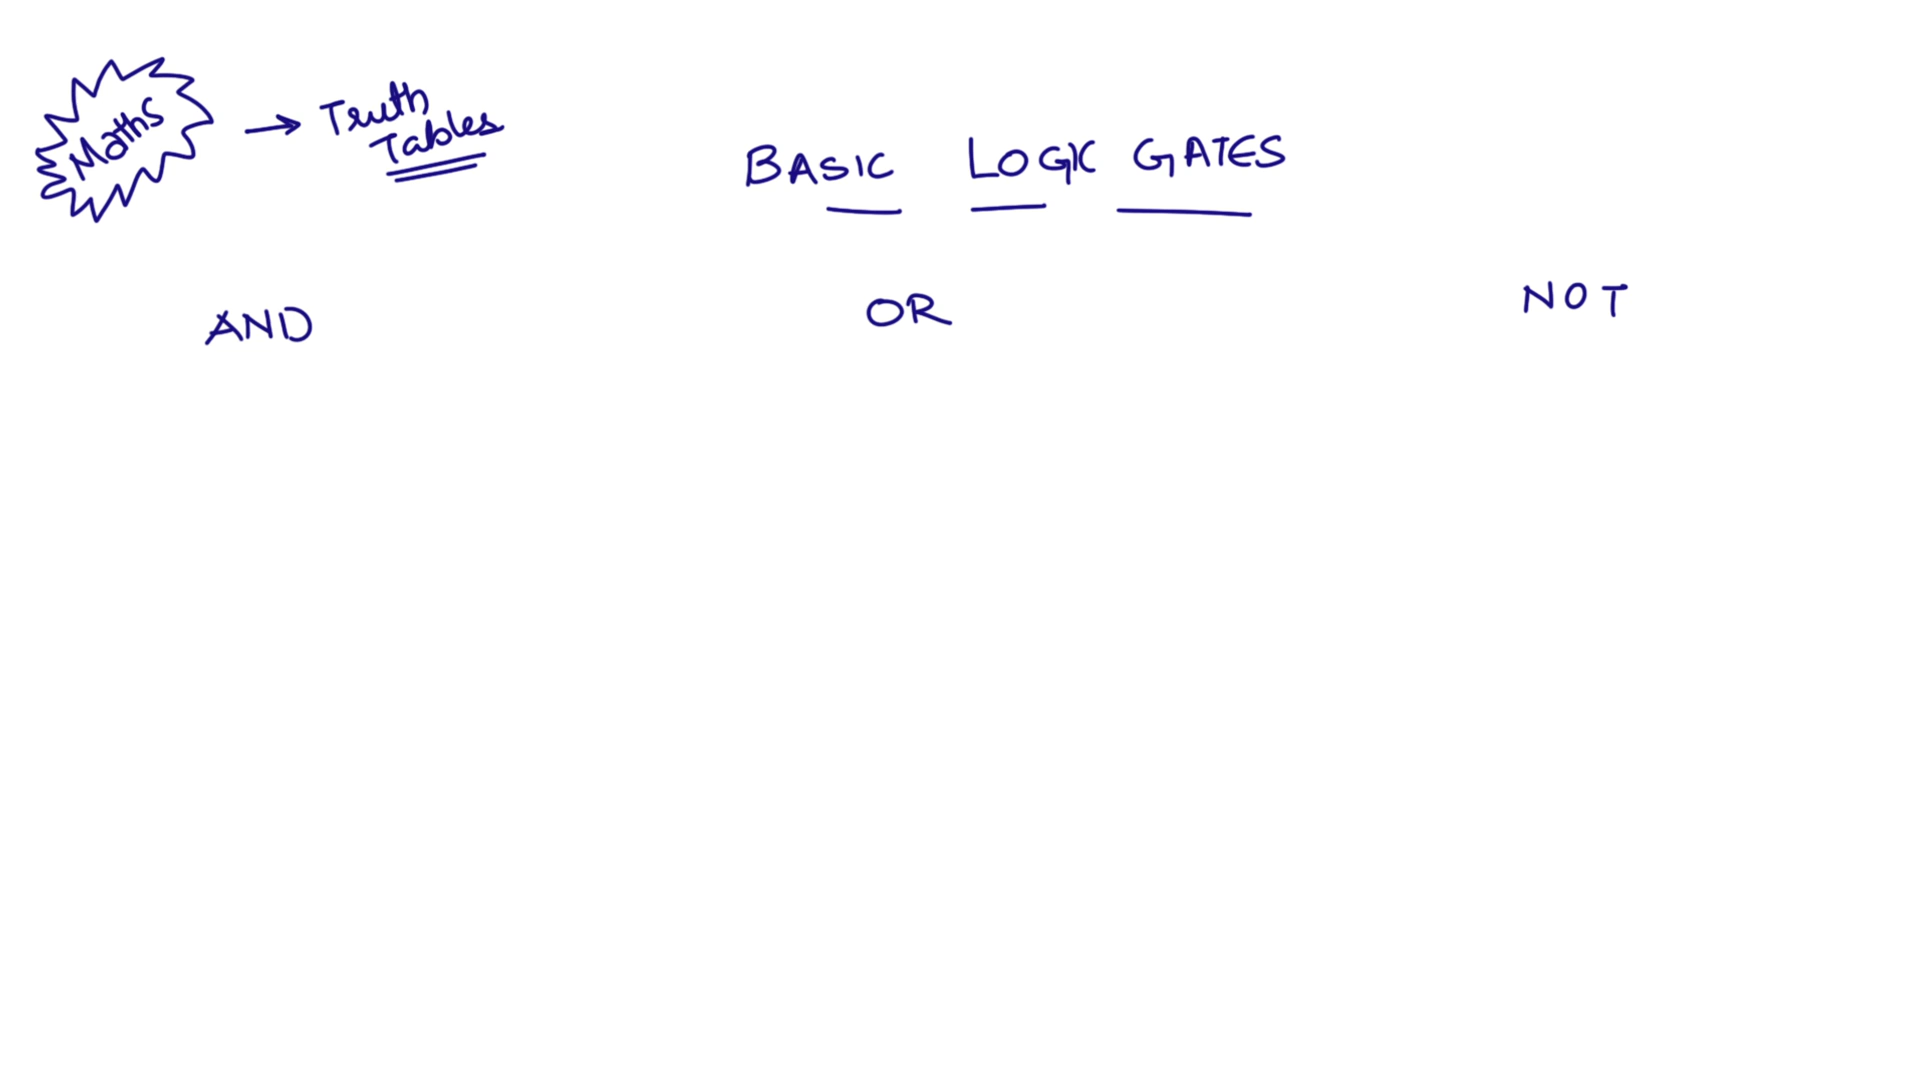 Maths → Truth
Tables
BASIC LOGIC GATES
AND OR NOT